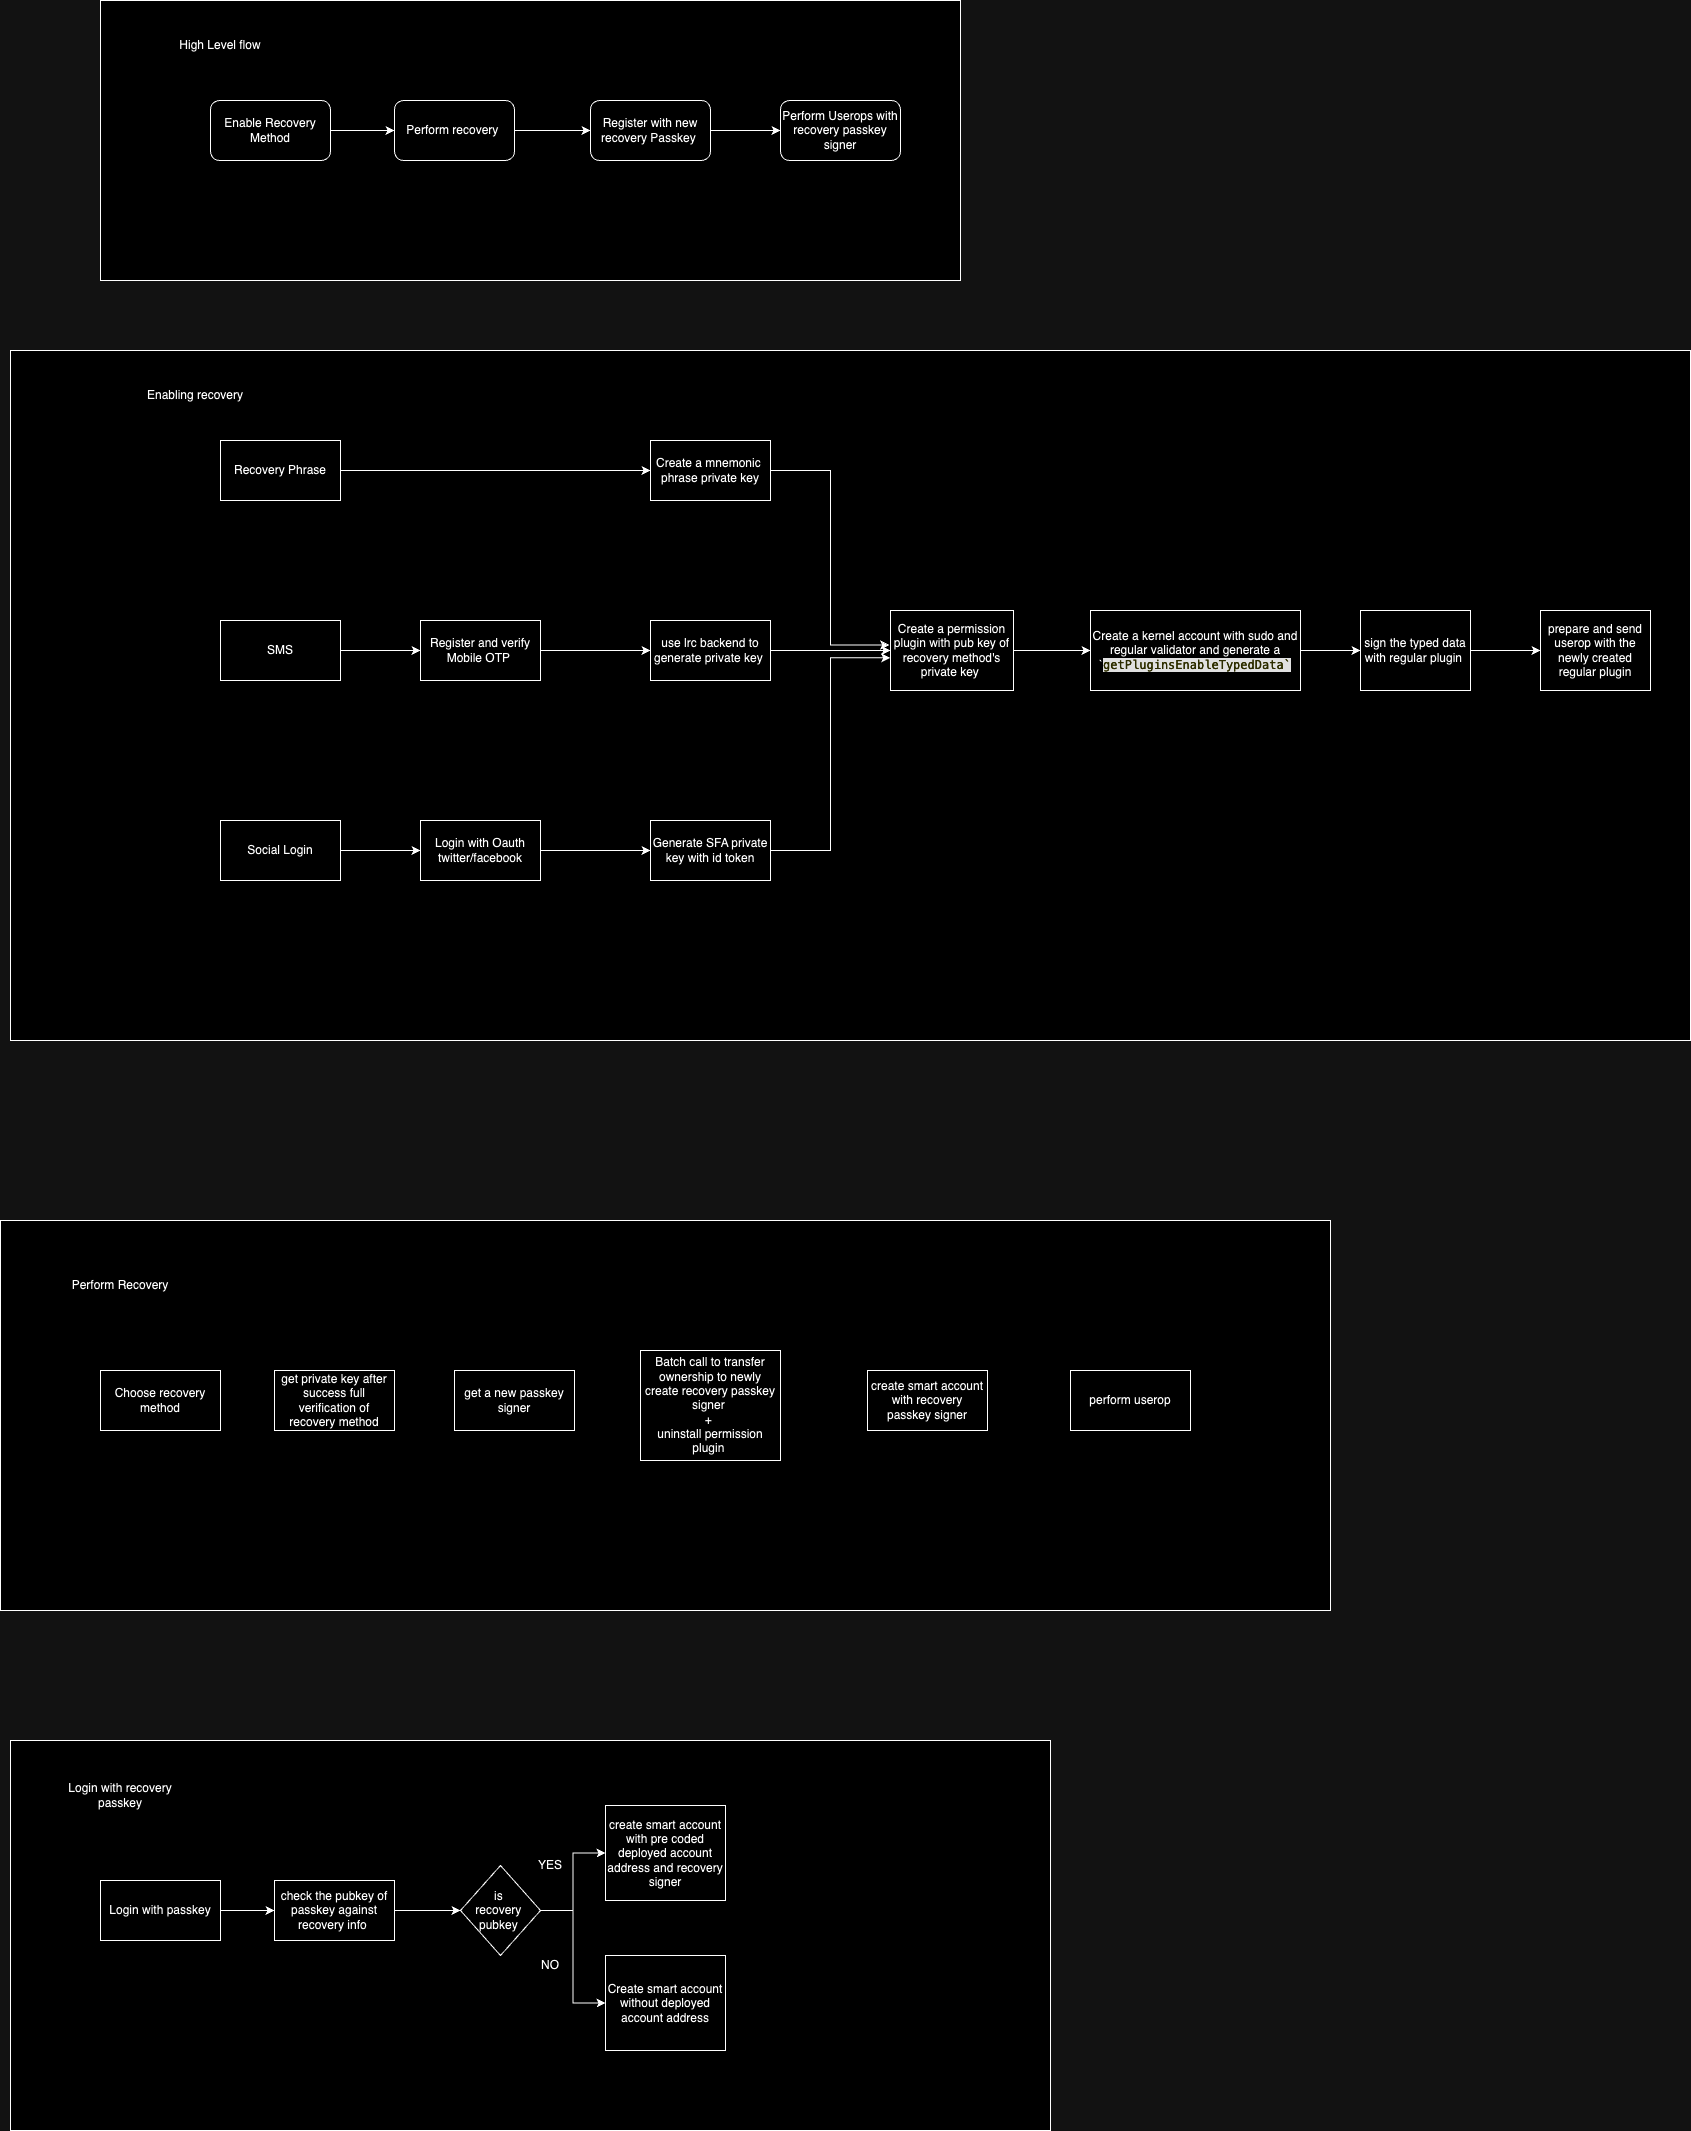 High Level flow
Enable Recovery
Method
Perform recovery
Register with new
recovery Passkey
Perform Userops with
recovery passkey
signer
Enabling recovery
Recovery Phrase
Create a mnemonic
phrase private key
SMS
Register and verify
Mobile OTP
use lrc backend to
generate private key
Create a permission
plugin with pub key of
recovery method's
private key
Create a kernel account with sudo and
regular validator and generate a
`getPluginsEnableTypedData`
sign the typed data
with regular plugin
prepare and send
userop with the
newly created
regular plugin
Social Login
Login with Oauth
twitter/facebook
Generate SFA private
key with id token
Perform Recovery
Choose recovery
method
get private key after
success full
verification of
recovery method
get a new passkey
signer
Batch call to transfer
ownership to newly
create recovery passkey
signer
+
uninstall permission
plugin
create smart account
with recovery
passkey signer
perform userop
Login with recovery
passkey
Login with passkey
check the pubkey of
passkey against
recovery info
is
recovery
pubkey
YES
create smart account
with pre coded
deployed account
address and recovery
signer
NO
Create smart account
without deployed
account address